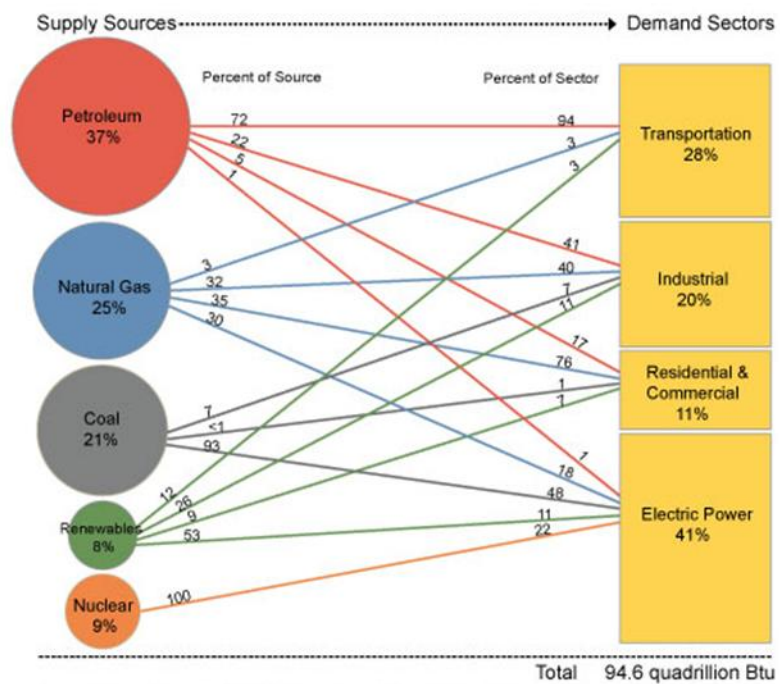 Supply Sources
Demand Sectors
Percent of Source
Percent of Sector
Petroleum
37%
72
22
5
1
94
3
3
Transportation
28%
Natural Gas
25%
3
32
35
30
41
40
7
11
Industrial
20%
Coal
21%
7
≤1
93
17
76
1
7
Residential &
Commercial
11%
Renewables
8%
12
26
9
53
1
18
48
11
22
Electric Power
41%
Nuclear
9%
100
Total 94.6 quadrillion Btu